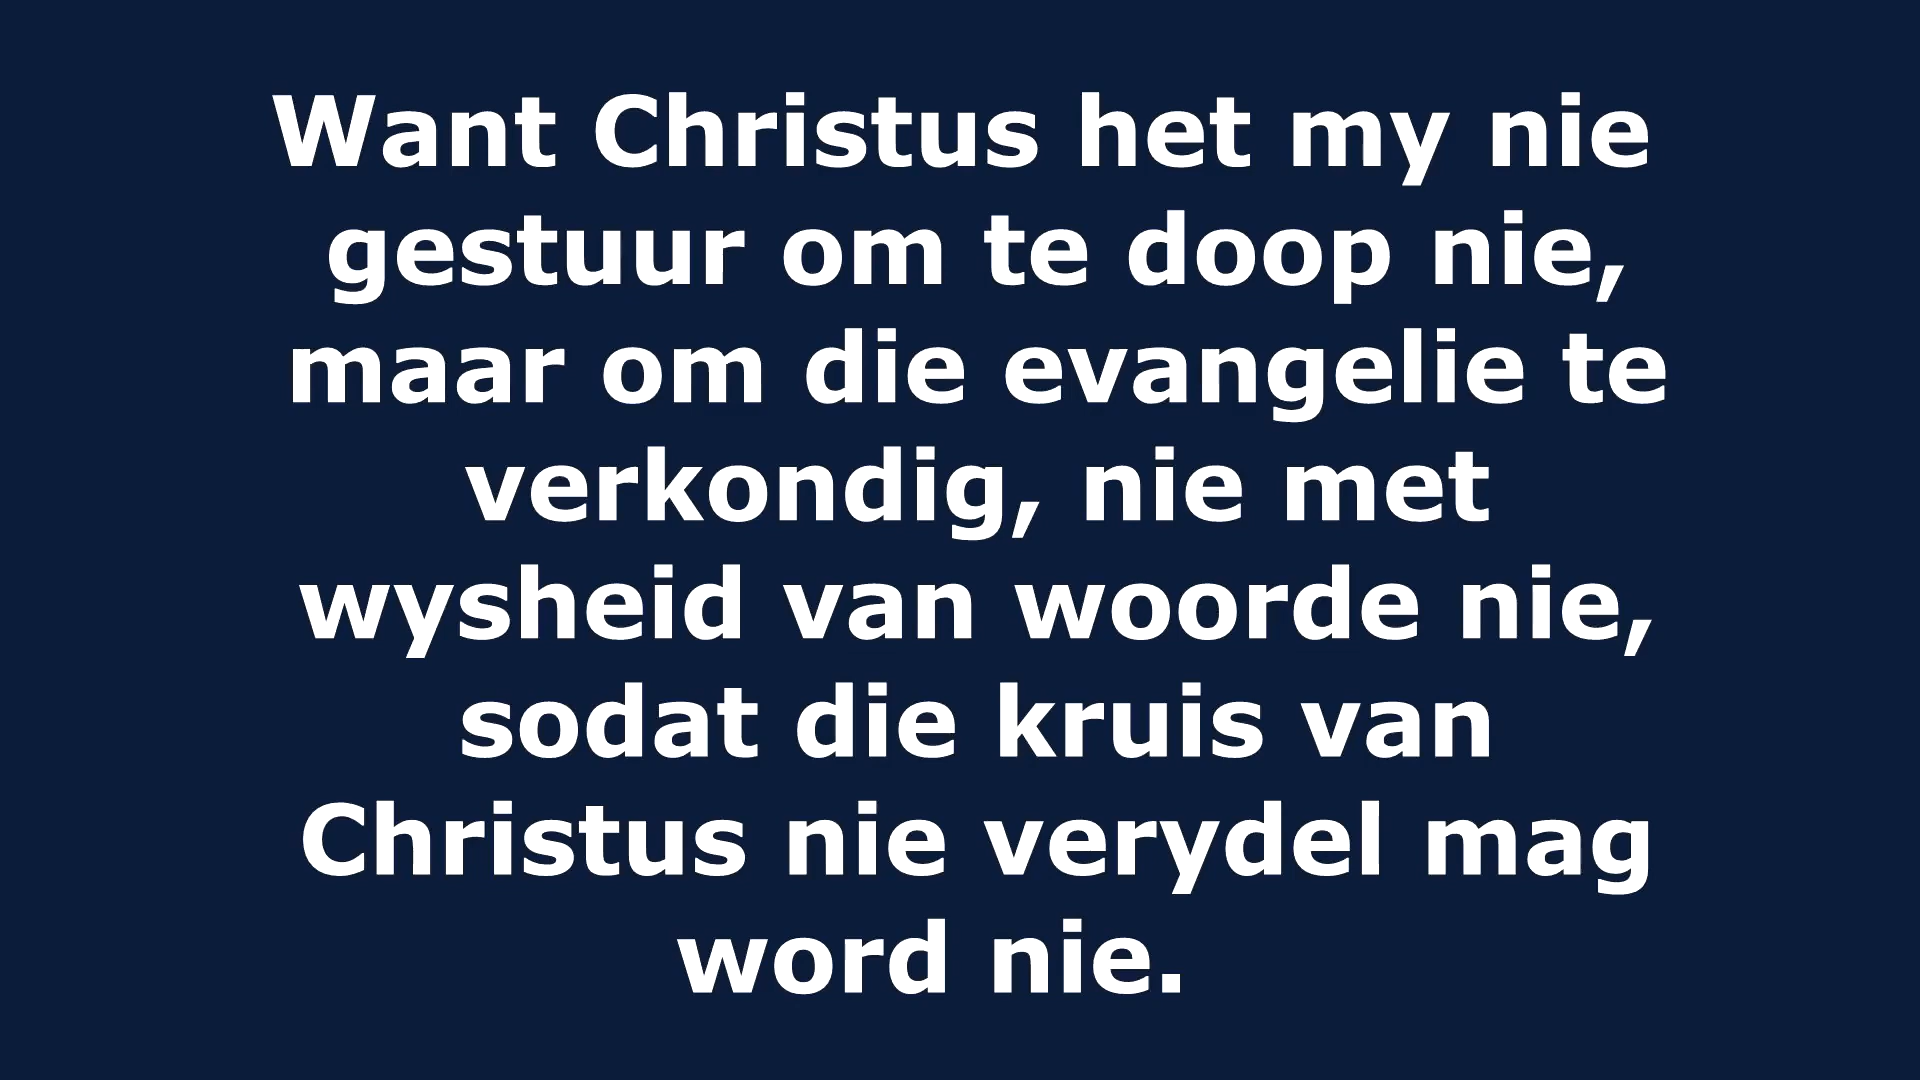 Want Christus het my nie
gestuur om te doop nie,
maar om die evangelie te
verkondig, nie met
wysheid van woorde nie,
sodat die kruis van
Christus nie verydel mag
word nie.